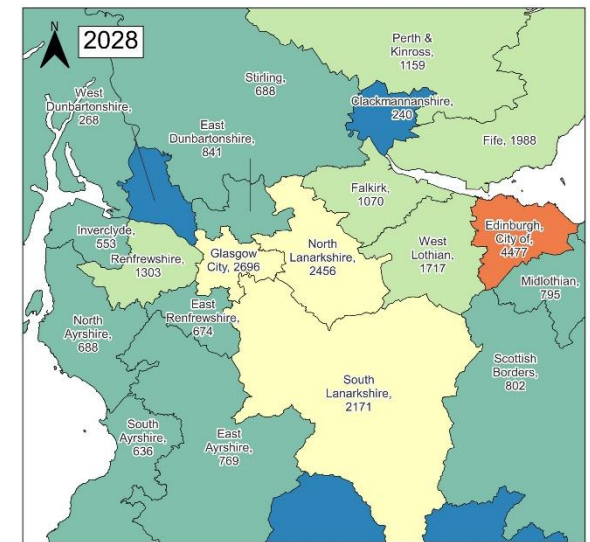 N
2028
Perth &
Kinross,
1159
Stirling,
688
West
Dunbartonshire,
268
Clackmannanshire,
240
East
Dunbartonshire,
841
Fife, 1988
Falkirk,
1070
Edinburgh,
City of,
4477
Inverclyde,
553
Renfrewshire,
1303
Glasgow
City, 2696
North
Lanarkshire,
2456
West
Lothian,
1717
Midlothian,
795
East
Renfrewshire,
674
North
Ayrshire,
688
Scottish
Borders,
802
South
Lanarkshire,
2171
South
Ayrshire,
636
East
Ayrshire,
769